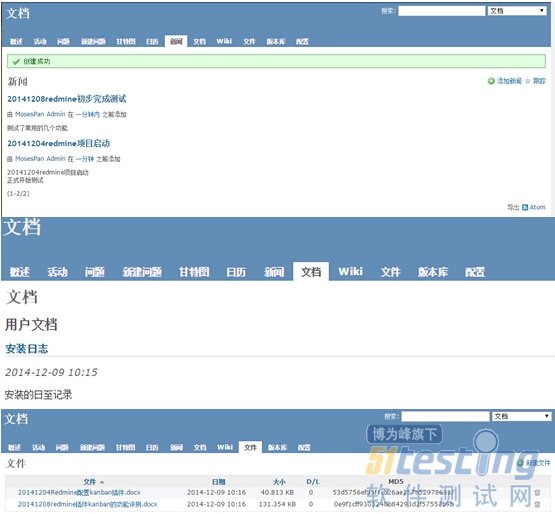 文档
搜索: 文档
概述 活动 问题 新建问题 甘特图 日历 新闻 文档 Wiki 文件 版本库 配置
创建成功
新闻
添加新闻 跟踪
20141208redmine初步完成测试
由 MosesPan Admin 在 一分钟内 之前添加
测试了常用的几个功能
20141204redmine项目启动
由 MosesPan Admin 在 一分钟 之前添加
20141204redmine项目启动
正式开始测试
(1-2/2)
导出 Atom
文档
概述 活动 问题 新建问题 甘特图 日历 新闻 文档 Wiki 文件 版本库 配置
文档
用户文档
安装日志
2014-12-09 10:15
安装的日至记录
文档
搜索: 文档
概述 活动 问题 新建问题 甘特图 日历 新闻 文档 Wiki 文件 版本库 配置
博为峰旗下
51testing
软件测试网
文件
新建文件
文件 日期 大小 D/L MD5
20141204Redmine配置kanban插件.docx 2014-12-09 10:16 40.813 KB 0
20141208redmine插件kanban的功能详测.docx 2014-12-09 10:16 131.354 KB 0